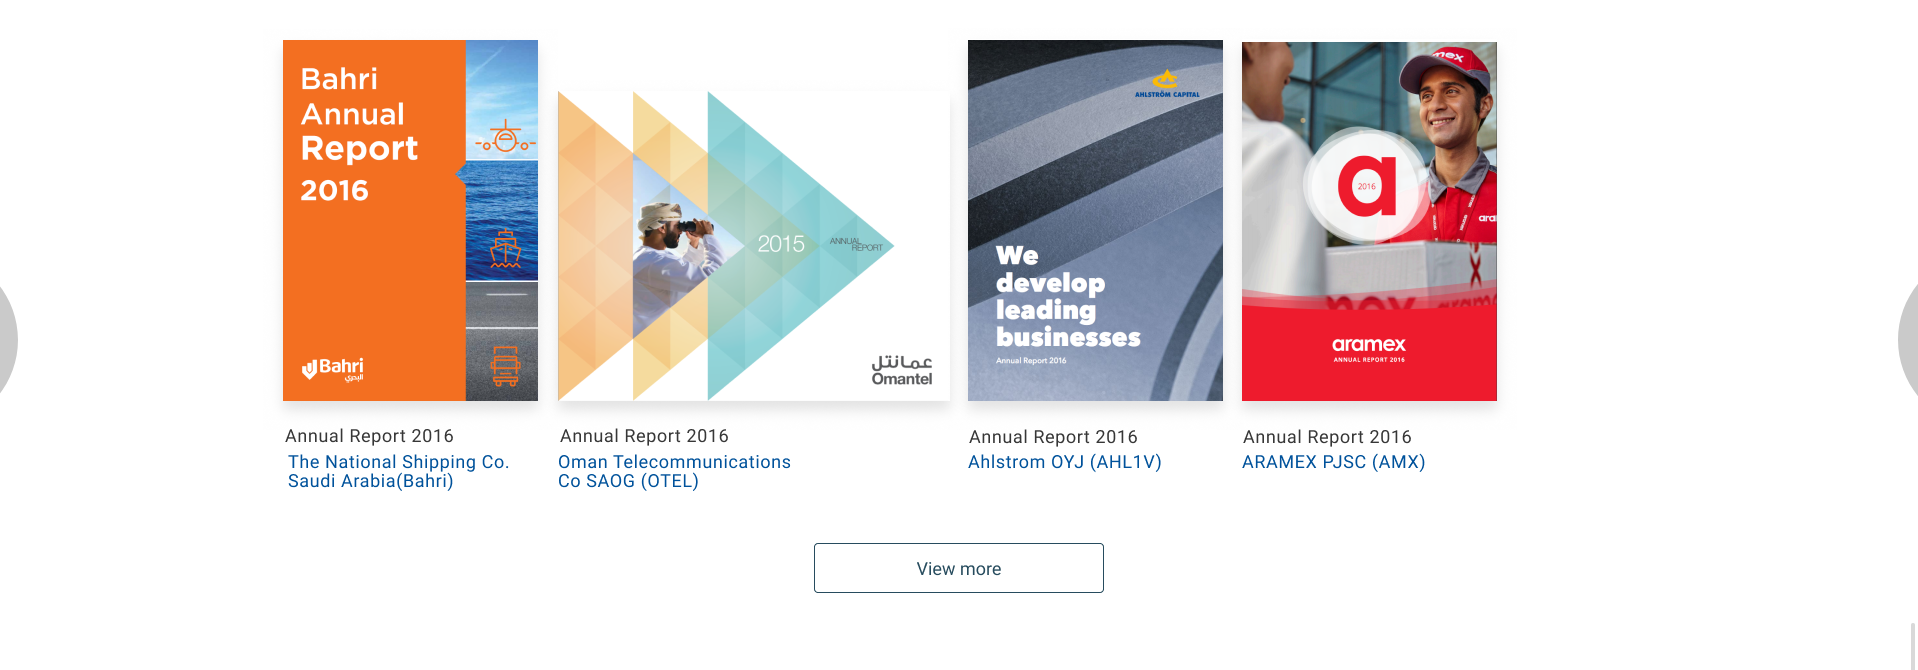 Bahri
Annual
Report
2016
Bahri
البحري
2015
ANNUAL
REPORT
عمانتل
Omantel
AHLSTRÖM CAPITAL
We
develop
leading
businesses
Annual Report 2016
a
2016
aramex
ANNUAL REPORT 2016
Annual Report 2016
The National Shipping Co.
Saudi Arabia(Bahri)
Annual Report 2016
Oman Telecommunications
Co SAOG (OTEL)
Annual Report 2016
Ahlstrom OYJ (AHL1V)
Annual Report 2016
ARAMEX PJSC (AMX)
View more